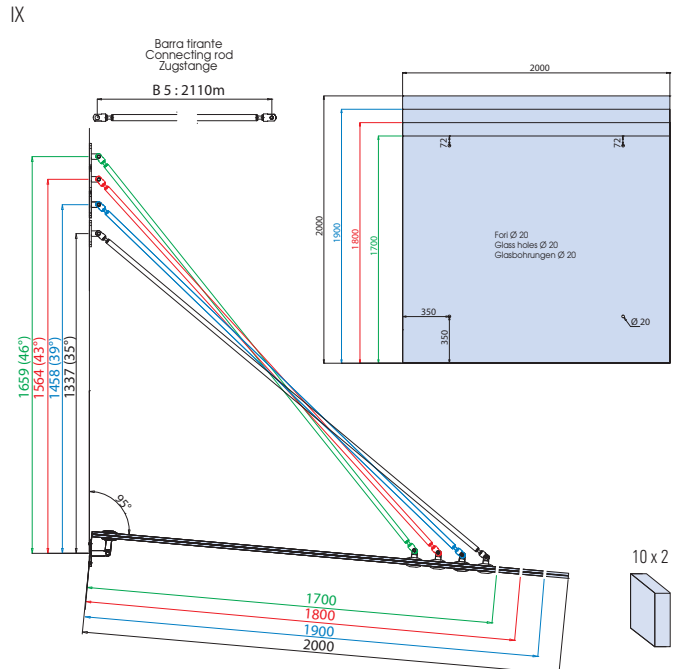 IX
Barra tirante
Connecting rod
Zugstange
B 5 : 2110m
2000
72
72
2000
1900
1800
1700
Fori Ø 20
Glass holes Ø 20
Glasbohrungen Ø 20
350
350
Ø 20
1659 (46°)
1564 (43°)
1458 (39°)
1337 (35°)
95°
1700
1800
1900
2000
10 x 2